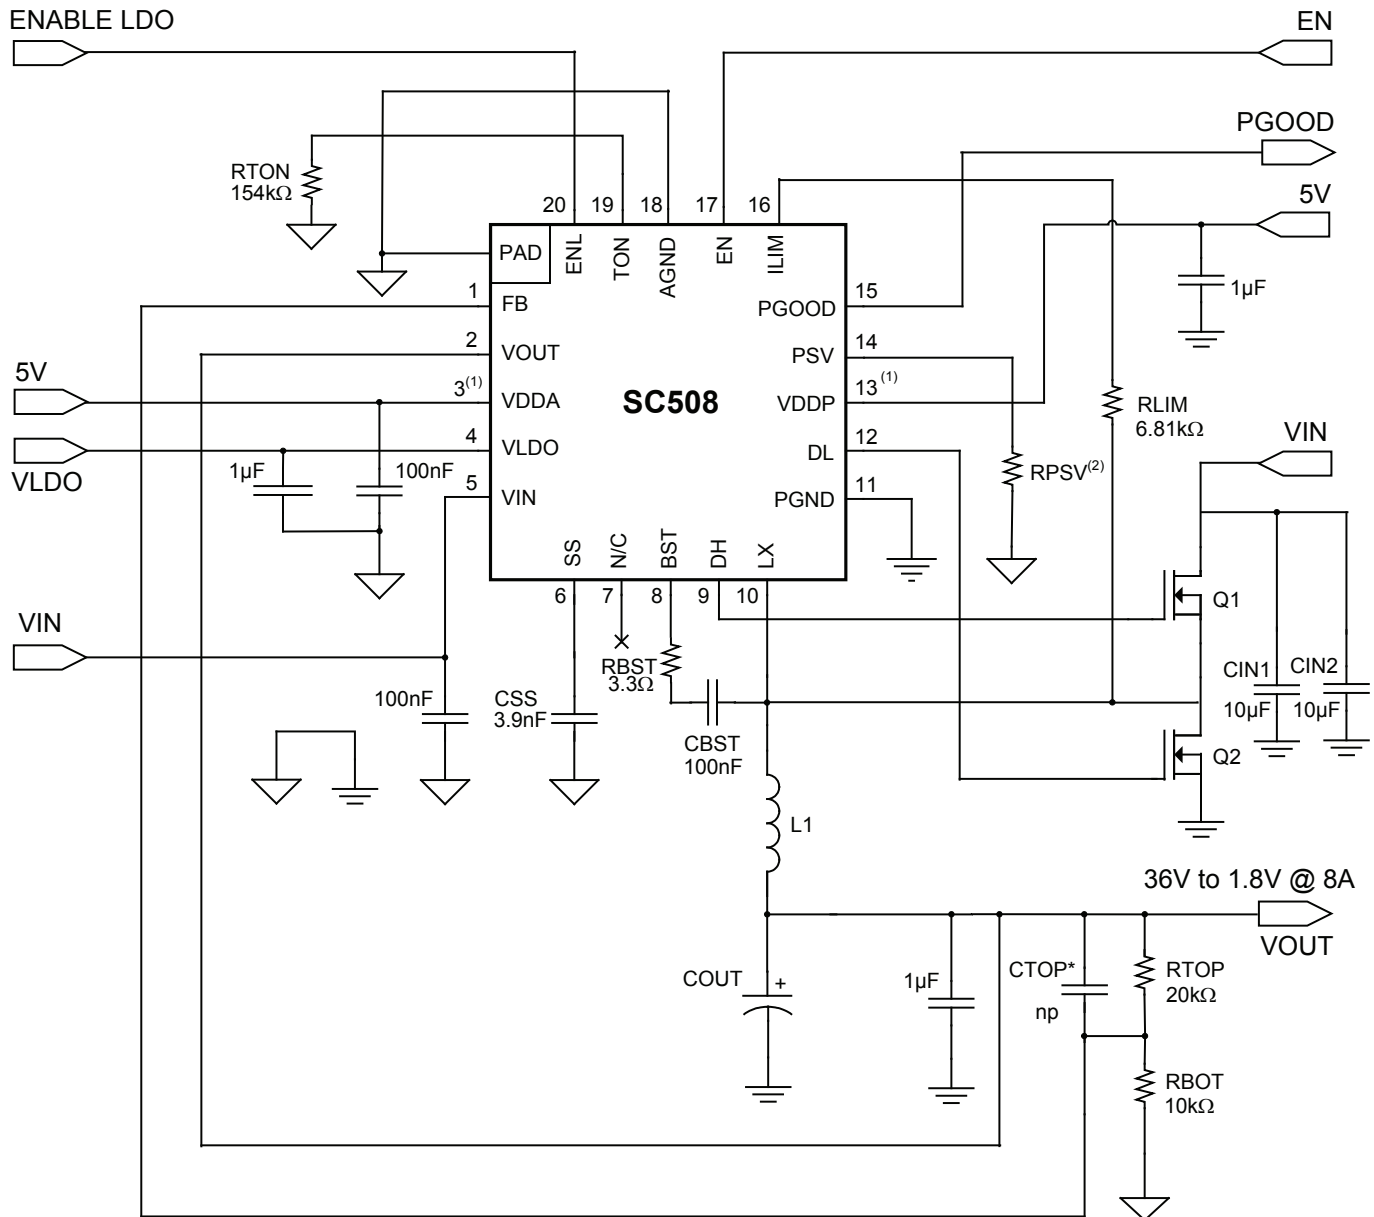 ENABLE LDO
EN
PGOOD
5V
RTON
154kΩ
20
19
18
17
16
PAD
ENL
TON
AGND
EN
ILIM
1µF
1
FB
2
VOUT
5V
3(1)
VDDA
4
VLDO
VLDO
1µF
100nF
5
VIN
SC508
15
PGOOD
14
PSV
13 (1)
VDDP
12
DL
11
PGND
RLIM
6.81kΩ
VIN
RPSV(2)
SS
N/C
BST
DH
LX
6
7
8
9
10
VIN
100nF
CSS
3.9nF
RBST
3.3Ω
CBST
100nF
Q1
CIN1
10µF
CIN2
10µF
Q2
L1
36V to 1.8V @ 8A
VOUT
COUT
+
1µF
CTOP*
np
RTOP
20kΩ
RBOT
10kΩ